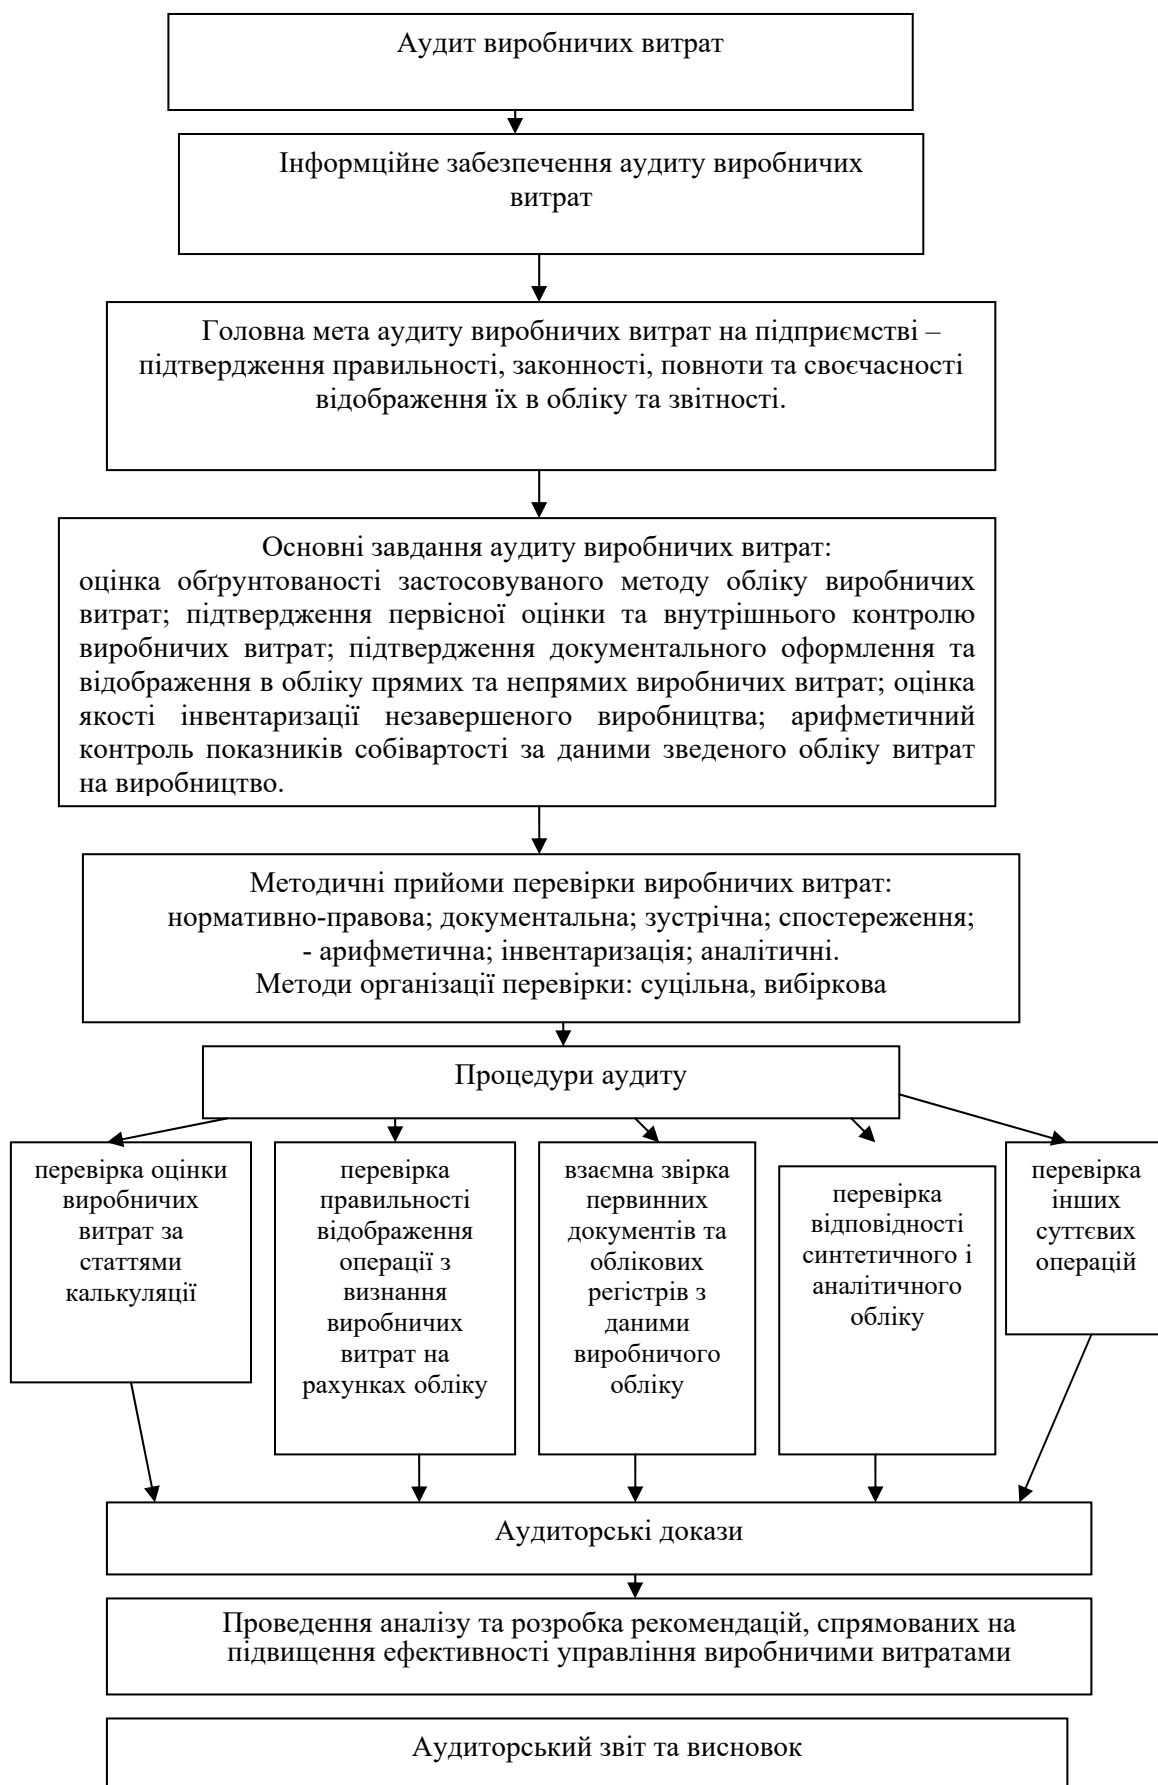 Аудит виробничих витрат
Інформційне забезпечення аудиту виробничих
витрат
Головна мета аудиту виробничих витрат на підприємстві –
підтвердження правильності, законності, повноти та своєчасності
відображення їх в обліку та звітності.
Основні завдання аудиту виробничих витрат:
оцінка обґрунтованості застосовуваного методу обліку виробничих
витрат; підтвердження первісної оцінки та внутрішнього контролю
виробничих витрат; підтвердження документального оформлення та
відображення в обліку прямих та непрямих виробничих витрат; оцінка
якості інвентаризації незавершеного виробництва; арифметичний
контроль показників собівартості за даними зведеного обліку витрат
на виробництво.
Методичні прийоми перевірки виробничих витрат:
нормативно-правова; документальна; зустрічна; спостереження;
- арифметична; інвентаризація; аналітичні.
Методи організації перевірки: суцільна, вибіркова
Процедури аудиту
перевірка оцінки
виробничих
витрат за
статтями
калькуляції
перевірка
правильності
відображення
операції з
визнання
виробничих
витрат на
рахунках обліку
взаємна звірка
первинних
документів та
облікових
регістрів з
даними
виробничого
обліку
перевірка
відповідності
синтетичного і
аналітичного
обліку
перевірка
інших
суттєвих
операцій
Аудиторські докази
Проведення аналізу та розробка рекомендацій, спрямованих на
підвищення ефективності управління виробничими витратами
Аудиторський звіт та висновок